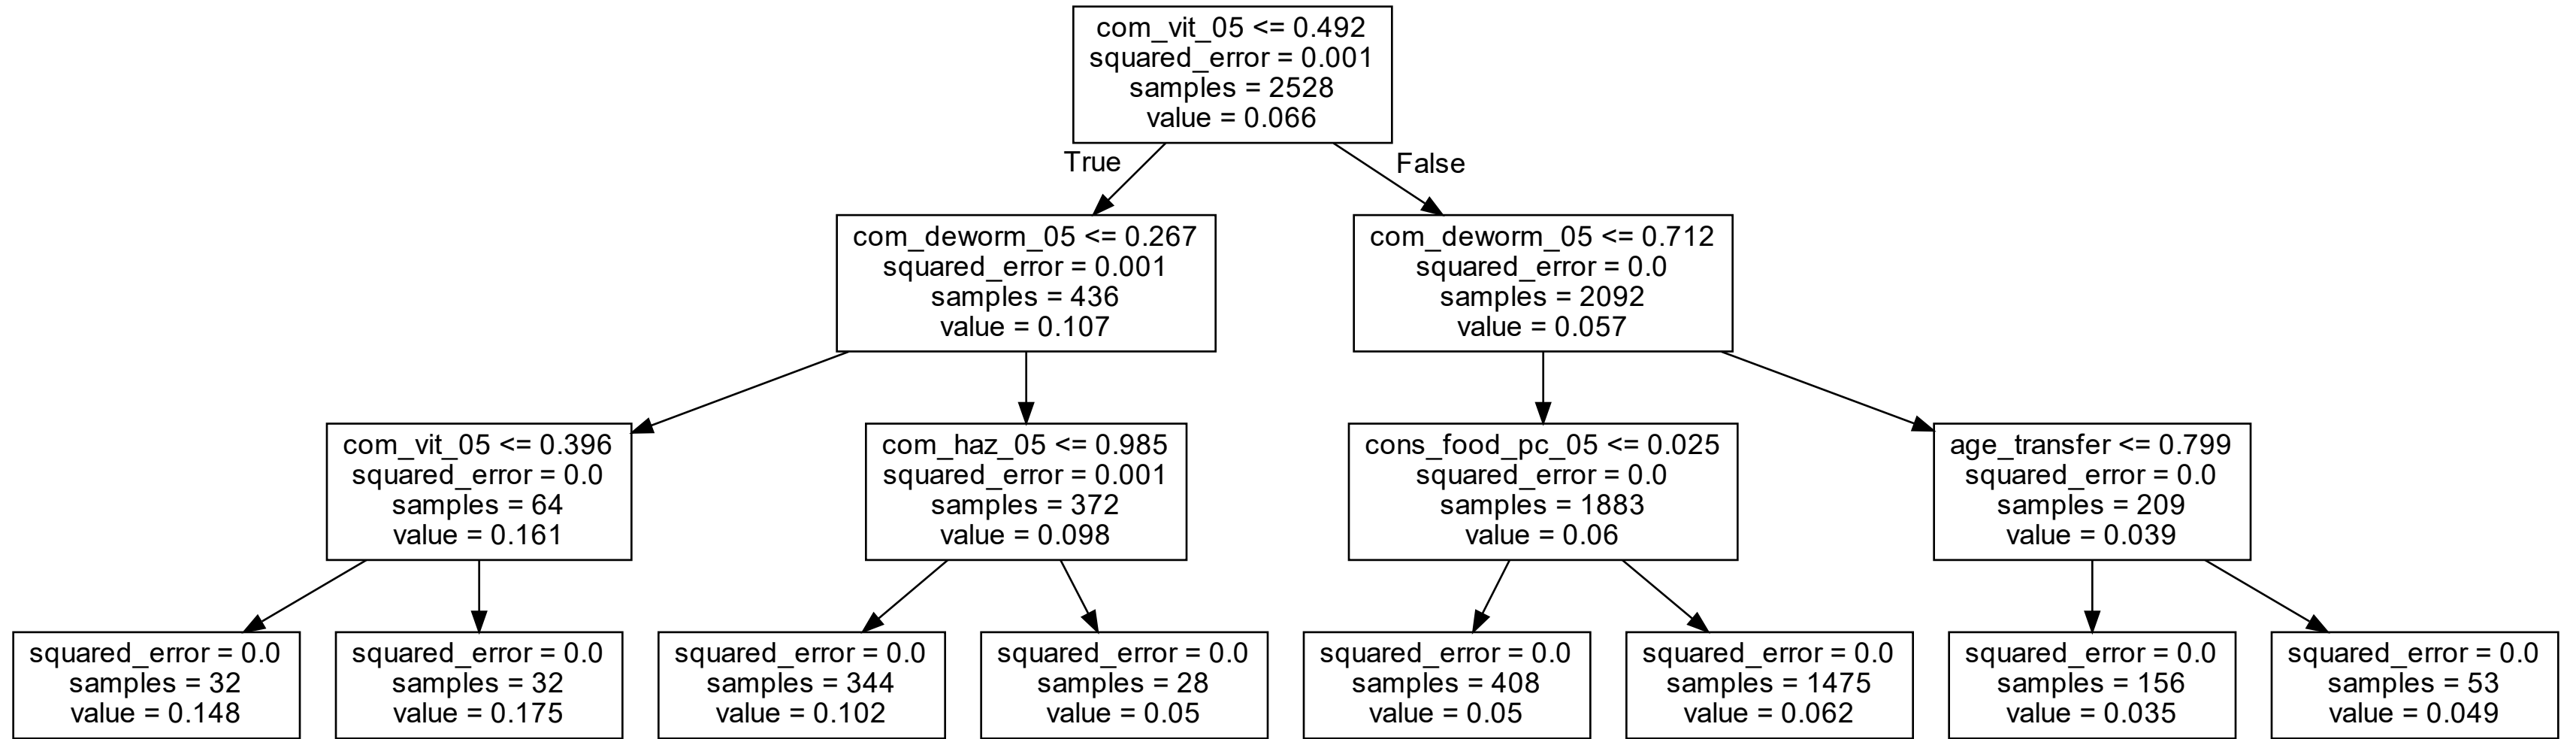 com_vit_05 <= 0.492
squared_error = 0.001
samples = 2528
value = 0.066
True
False
com_deworm_05 <= 0.267
squared_error = 0.001
samples = 436
value = 0.107
com_deworm_05 <= 0.712
squared_error = 0.0
samples = 2092
value = 0.057
com_vit_05 <= 0.396
squared_error = 0.0
samples = 64
value = 0.161
com_haz_05 <= 0.985
squared_error = 0.001
samples = 372
value = 0.098
cons_food_pc_05 <= 0.025
squared_error = 0.0
samples = 1883
value = 0.06
age_transfer <= 0.799
squared_error = 0.0
samples = 209
value = 0.039
squared_error = 0.0
samples = 32
value = 0.148
squared_error = 0.0
samples = 32
value = 0.175
squared_error = 0.0
samples = 344
value = 0.102
squared_error = 0.0
samples = 28
value = 0.05
squared_error = 0.0
samples = 408
value = 0.05
squared_error = 0.0
samples = 1475
value = 0.062
squared_error = 0.0
samples = 156
value = 0.035
squared_error = 0.0
samples = 53
value = 0.049